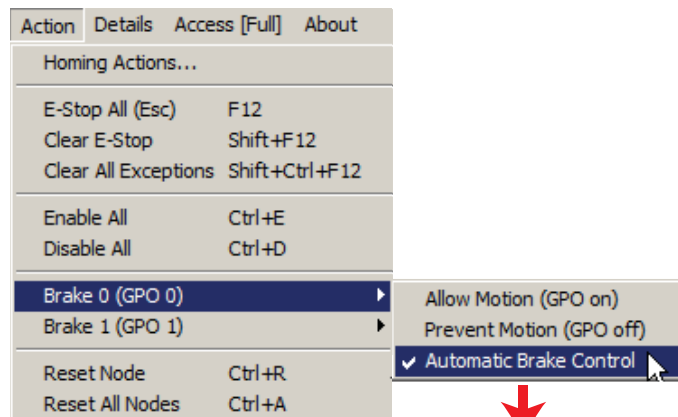 Action Details Access [Full] About
Homing Actions...
E-Stop All (Esc) F12
Clear E-Stop Shift+F12
Clear All Exceptions Shift+Ctrl+F12
Enable All Ctrl+E
Disable All Ctrl+D
Brake 0 (GPO 0)
Brake 1 (GPO 1)
Reset Node Ctrl+R
Reset All Nodes Ctrl+A
Allow Motion (GPO on)
Prevent Motion (GPO off)
Automatic Brake Control